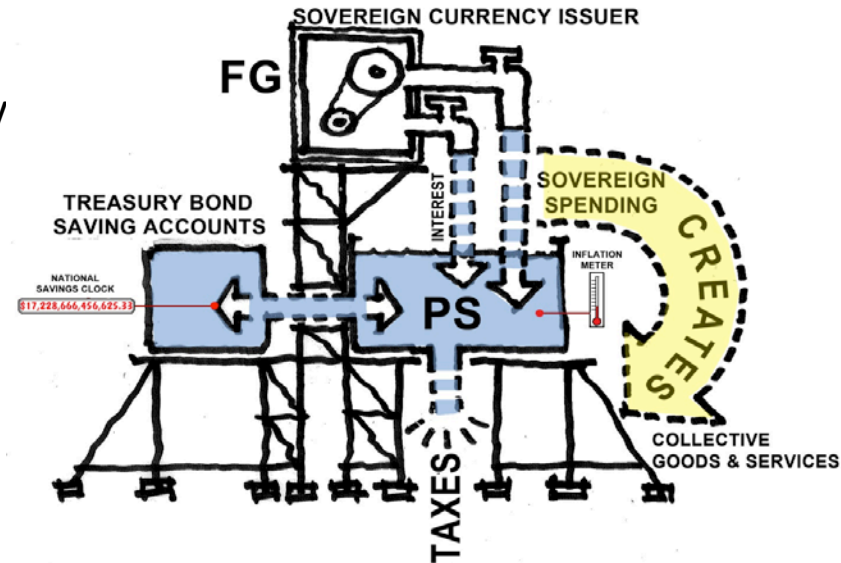 SOVEREIGN CURRENCY ISSUER
FG
TREASURY BOND
SAVING ACCOUNTS
NATIONAL
SAVINGS CLOCK
$17,228,666,456,625.33
INTEREST
SOVEREIGN
SPENDING
CREATES
INFLATION
METER
PS
COLLECTIVE
GOODS & SERVICES
TAXES